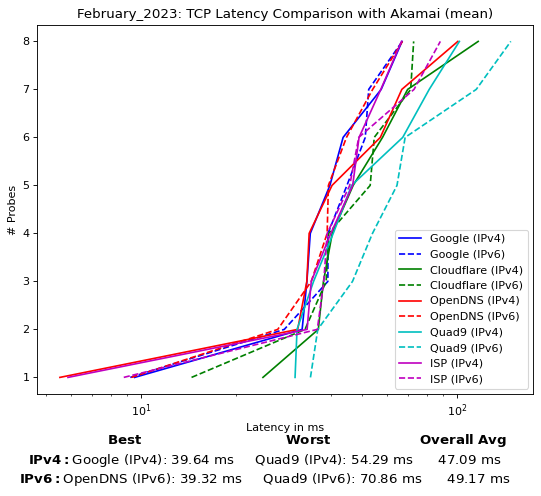 February_2023: TCP Latency Comparison with Akamai (mean)
# Probes
8
7
6
5
4
3
2
1
Google (IPv4)
Google (IPv6)
Cloudflare (IPv4)
Cloudflare (IPv6)
OpenDNS (IPv4)
OpenDNS (IPv6)
Quad9 (IPv4)
Quad9 (IPv6)
ISP (IPv4)
ISP (IPv6)
10¹ 10²
Latency in ms
Best Worst Overall Avg
IPv4: Google (IPv4): 39.64 ms Quad9 (IPv4): 54.29 ms 47.09 ms
IPv6: OpenDNS (IPv6): 39.32 ms Quad9 (IPv6): 70.86 ms 49.17 ms